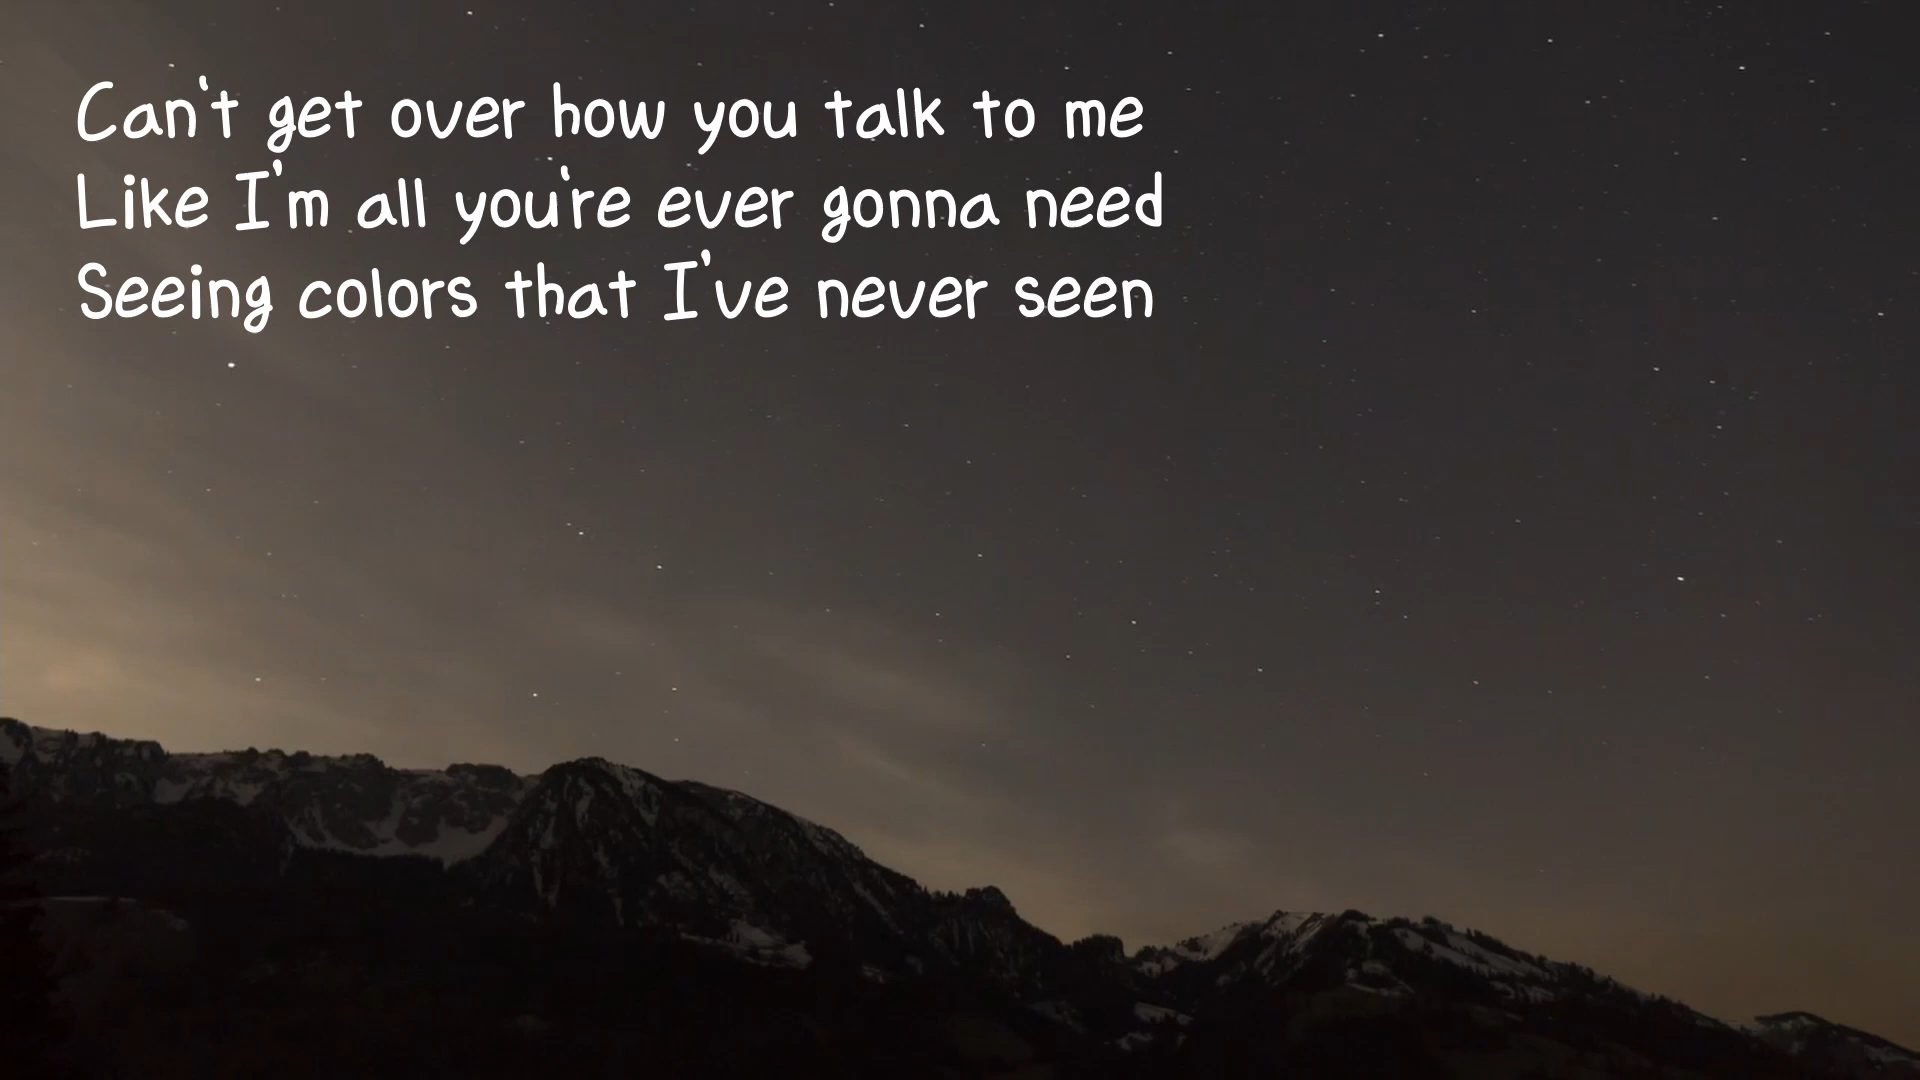 Can't get over how you talk to me
Like I'm all you're ever gonna need
Seeing colors that I've never seen